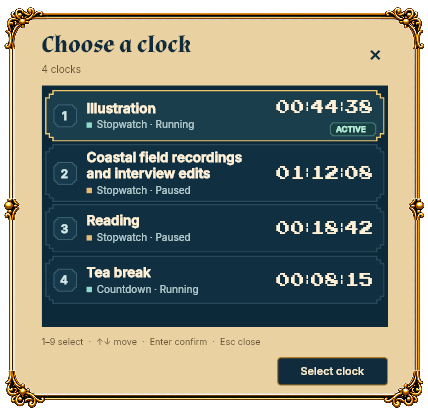 Choose a clock
4 clocks
×
1
Illustration
Stopwatch · Running
00:44:38
ACTIVE
2
Coastal field recordings
and interview edits
Stopwatch · Paused
01:12:08
3
Reading
Stopwatch · Paused
00:18:42
4
Tea break
Countdown · Running
00:08:15
1–9 select · ↑↓ move · Enter confirm · Esc close
Select clock